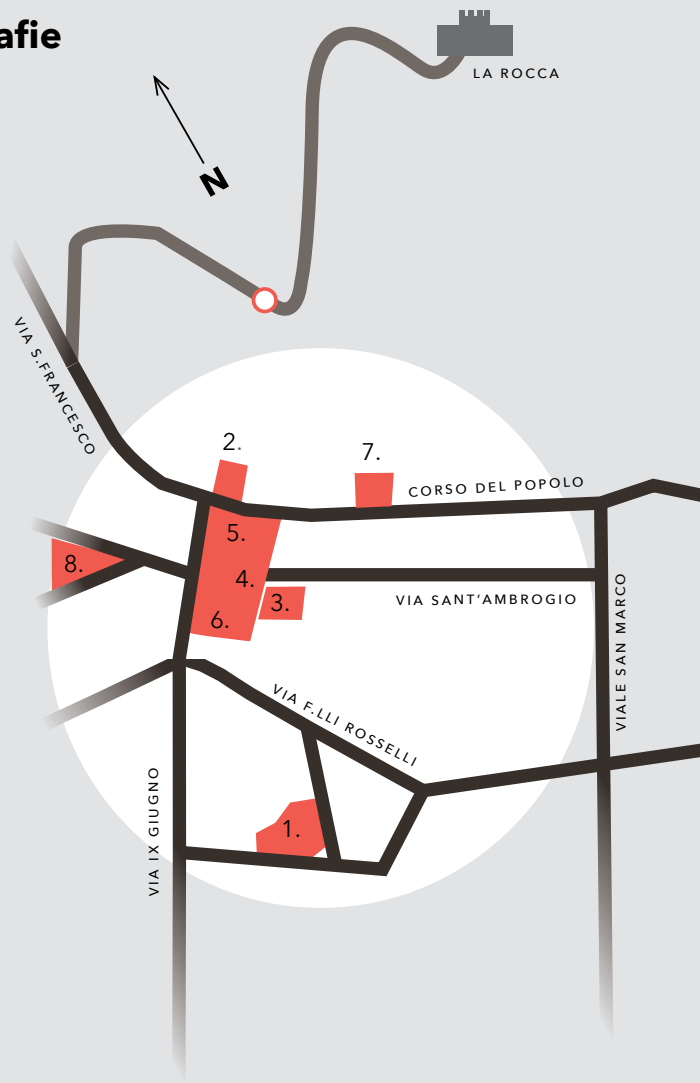 afie
LA ROCCA
N
VIA S.FRANCESCO
2.
7.
CORSO DEL POPOLO
5.
8.
4.
3.
VIA SANT'AMBROGIO
6.
VIALE SAN MARCO
VIA F.LLI ROSSELLI
VIA IX GIUGNO
1.